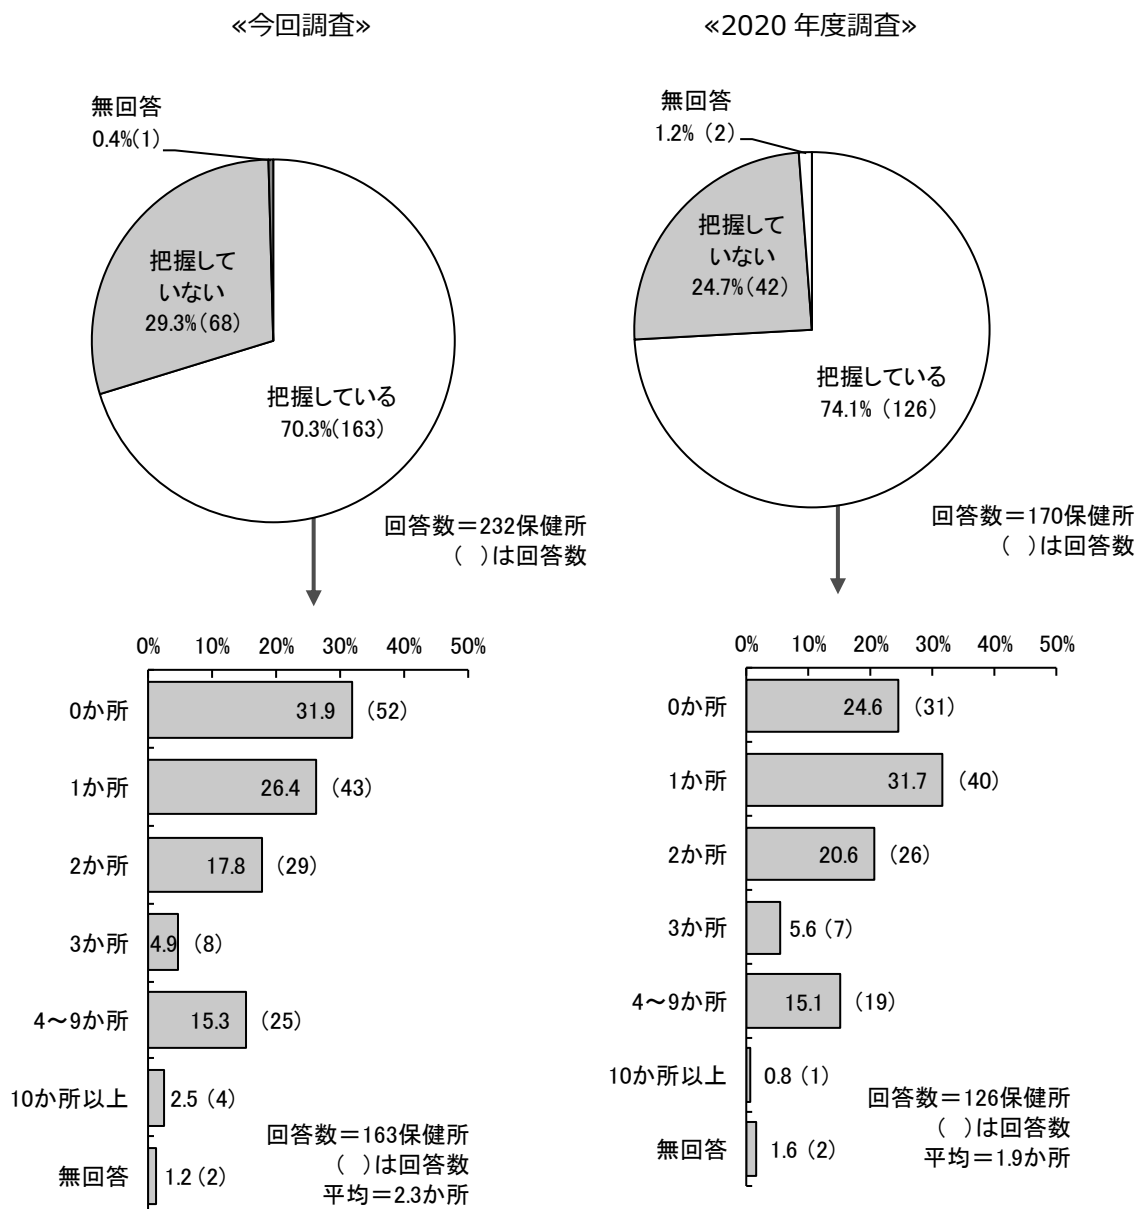 ≪今回調査≫
無回答
0.4%(1)
把握して
いない
29.3%(68)
把握している
70.3%(163)
回答数＝232保健所
(　)は回答数
0% 10% 20% 30% 40% 50%
0か所 31.9 (52)
1か所 26.4 (43)
2か所 17.8 (29)
3か所 4.9 (8)
4～9か所 15.3 (25)
10か所以上 2.5 (4)
無回答 1.2 (2)
回答数＝163保健所
(　)は回答数
平均＝2.3か所
≪2020 年度調査≫
無回答
1.2% (2)
把握して
いない
24.7%(42)
把握している
74.1% (126)
回答数＝170保健所
(　)は回答数
0% 10% 20% 30% 40% 50%
0か所 24.6 (31)
1か所 31.7 (40)
2か所 20.6 (26)
3か所 5.6 (7)
4～9か所 15.1 (19)
10か所以上 0.8 (1)
無回答 1.6 (2)
回答数＝126保健所
(　)は回答数
平均＝1.9か所